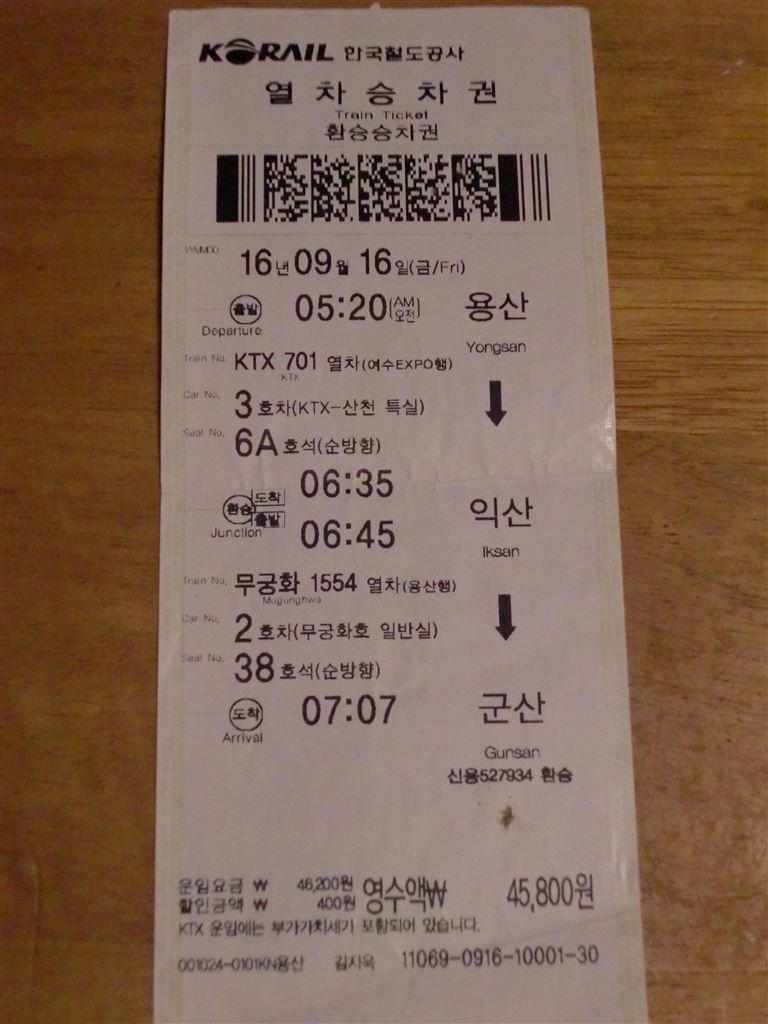 KORAIL 한국철도공사
열차승차권
Train Ticket
환승승차권
YYMMDD 16년 09월 16일(금/Fri)
출발 05:20(AM 오전) 용산
Departure Yongsan
Train No. KTX 701 열차(여수EXPO행)
KTX
Car No. 3 호차(KTX-산천 특실)
Seat No. 6A 호석(순방향)
도착 06:35
환승 익산
출발 06:45
Junction Iksan
Train No. 무궁화 1554 열차(용산행)
Mugunghwa
Car No. 2 호차(무궁화호 일반실)
Seat No. 38 호석(순방향)
도착 07:07 군산
Arrival Gunsan
신용527934 환승
운임요금 ₩ 46,200원 영수액₩ 45,800원
할인금액 ₩ 400원
KTX 운임에는 부가가치세가 포함되어 있습니다.
001024-0101KN용산 김지욱 11069-0916-10001-30